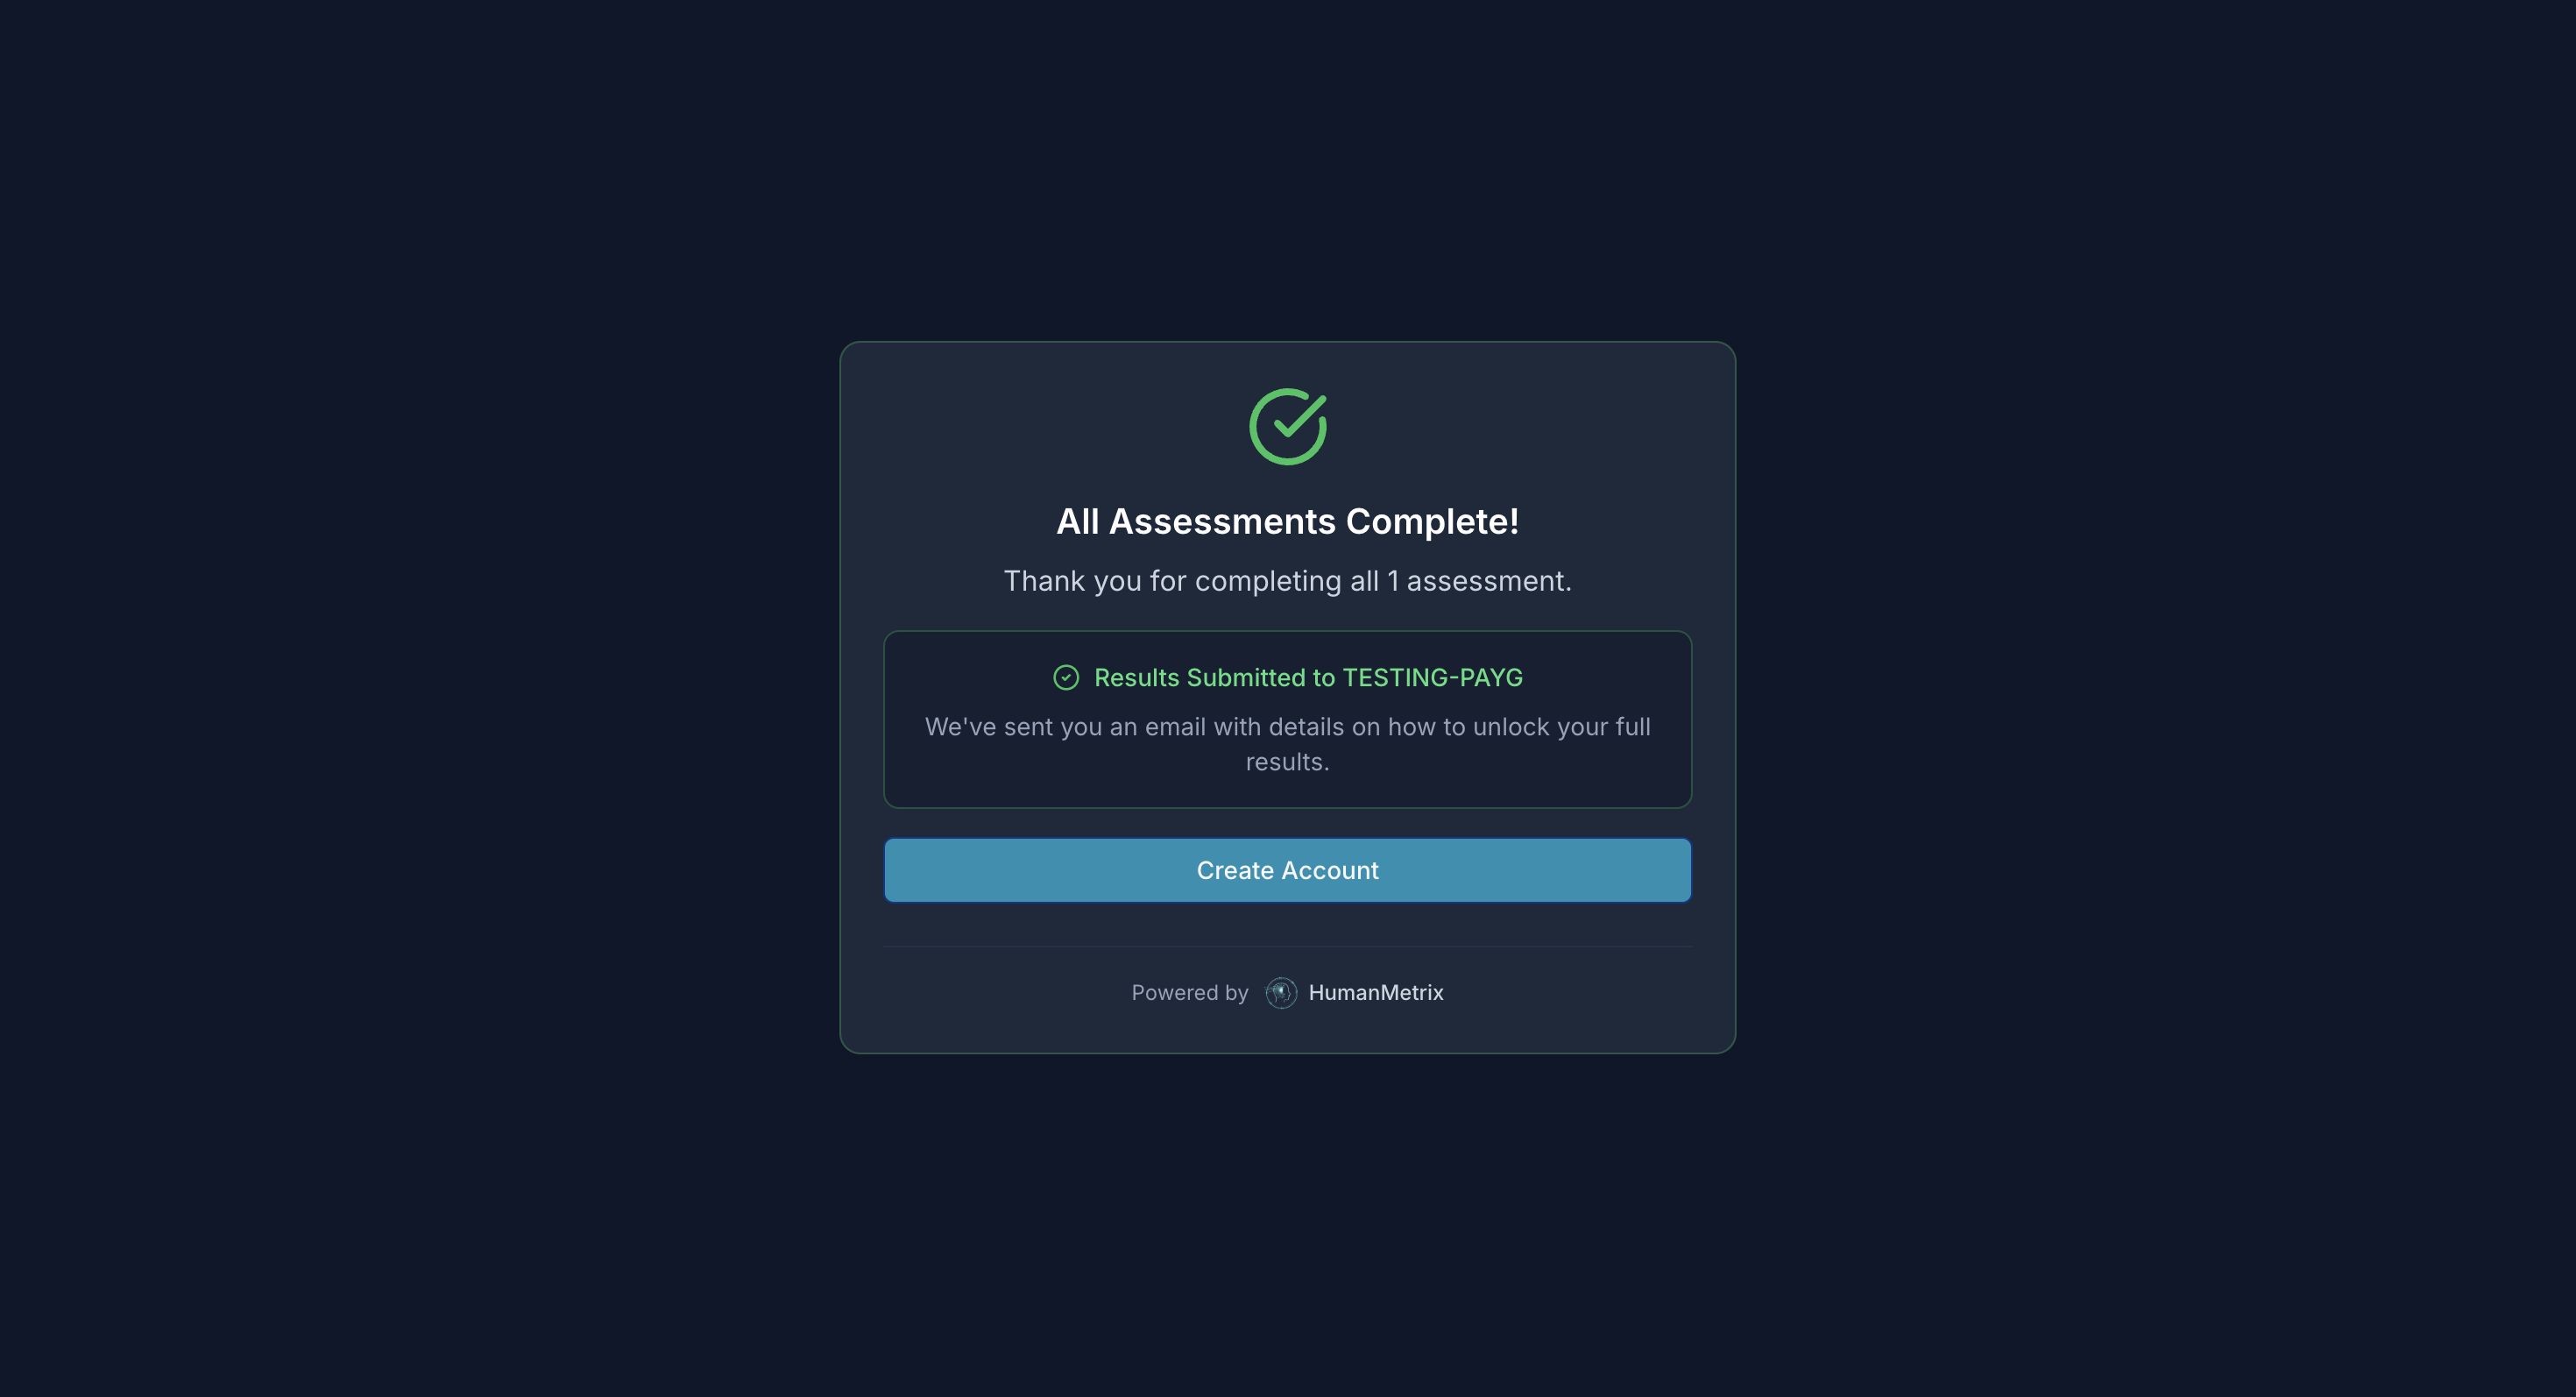 All Assessments Complete!
Thank you for completing all 1 assessment.
Results Submitted to TESTING-PAYG
We've sent you an email with details on how to unlock your full
results.
Create Account
Powered by HumanMetrix